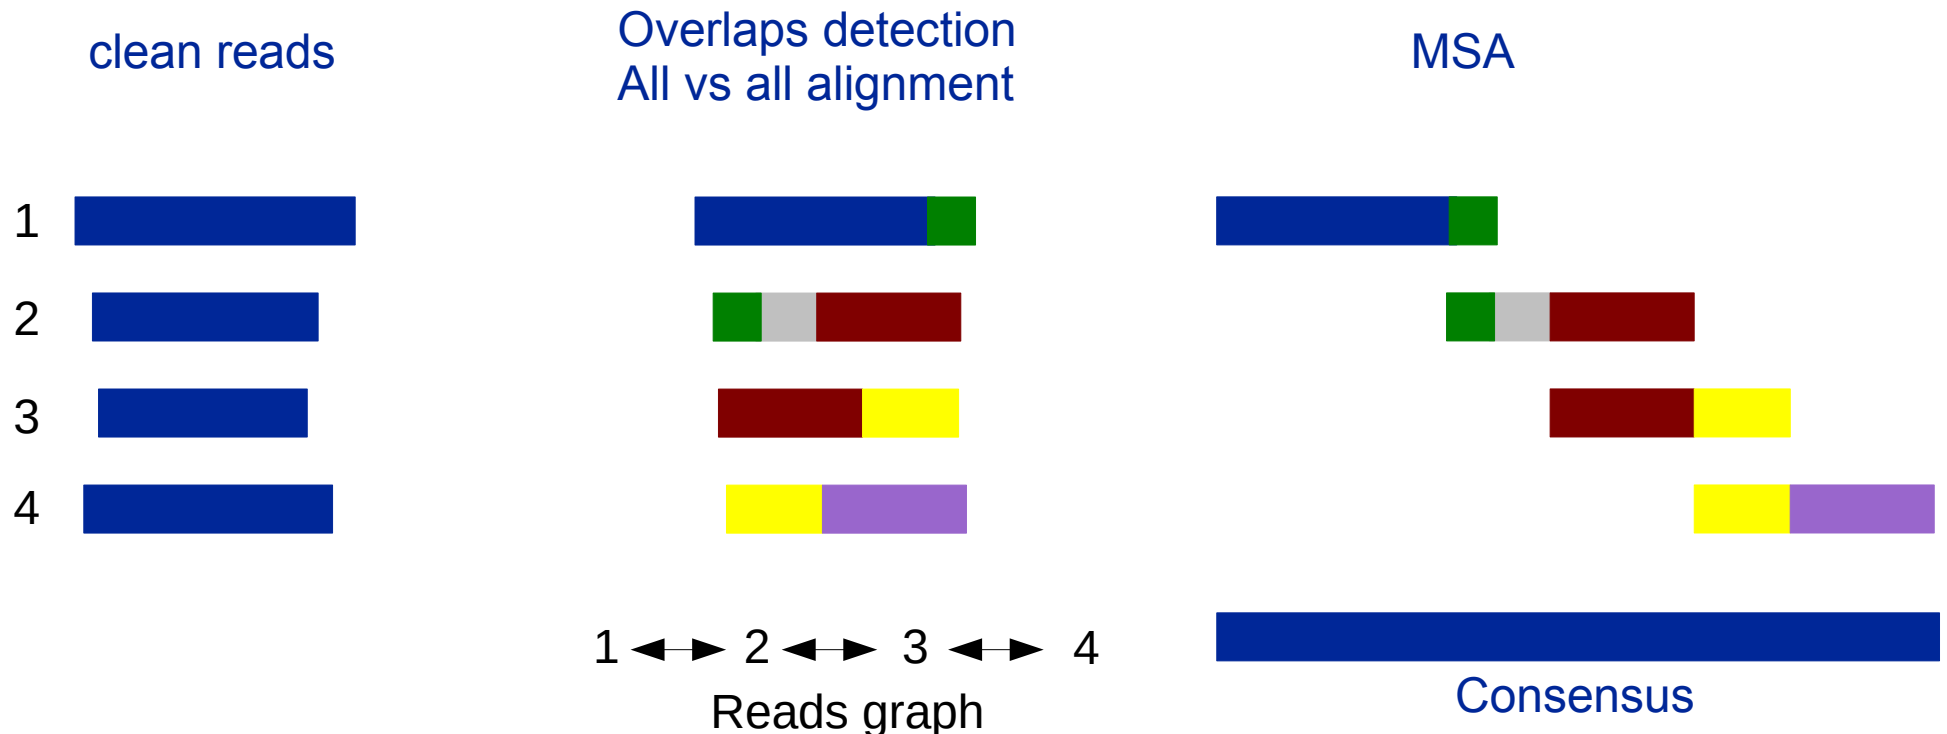 clean reads
Overlaps detection
All vs all alignment
MSA
1
2
3
4
1 2 3 4
Reads graph
Consensus